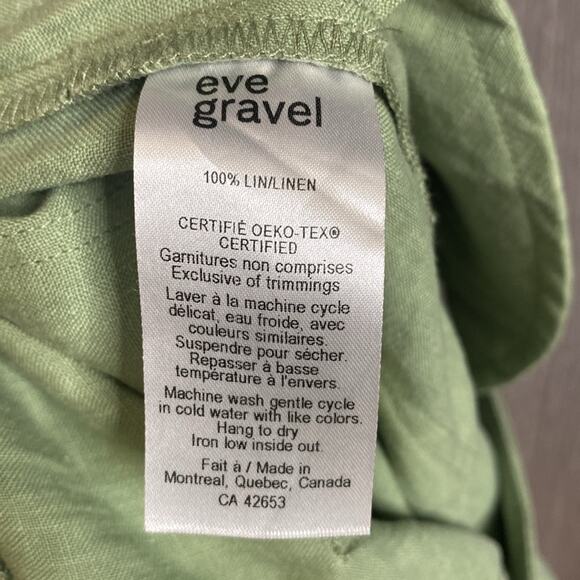 eve
gravel
100% LIN/LINEN
CERTIFIÉ OEKO-TEX®
CERTIFIED
Garnitures non comprises
Exclusive of trimmings
Laver à la machine cycle
délicat, eau froide, avec
couleurs similaires.
Suspendre pour sécher.
Repasser à basse
température à l'envers.
Machine wash gentle cycle
in cold water with like colors.
Hang to dry
Iron low inside out.
Fait à / Made in
Montreal, Quebec, Canada
CA 42653